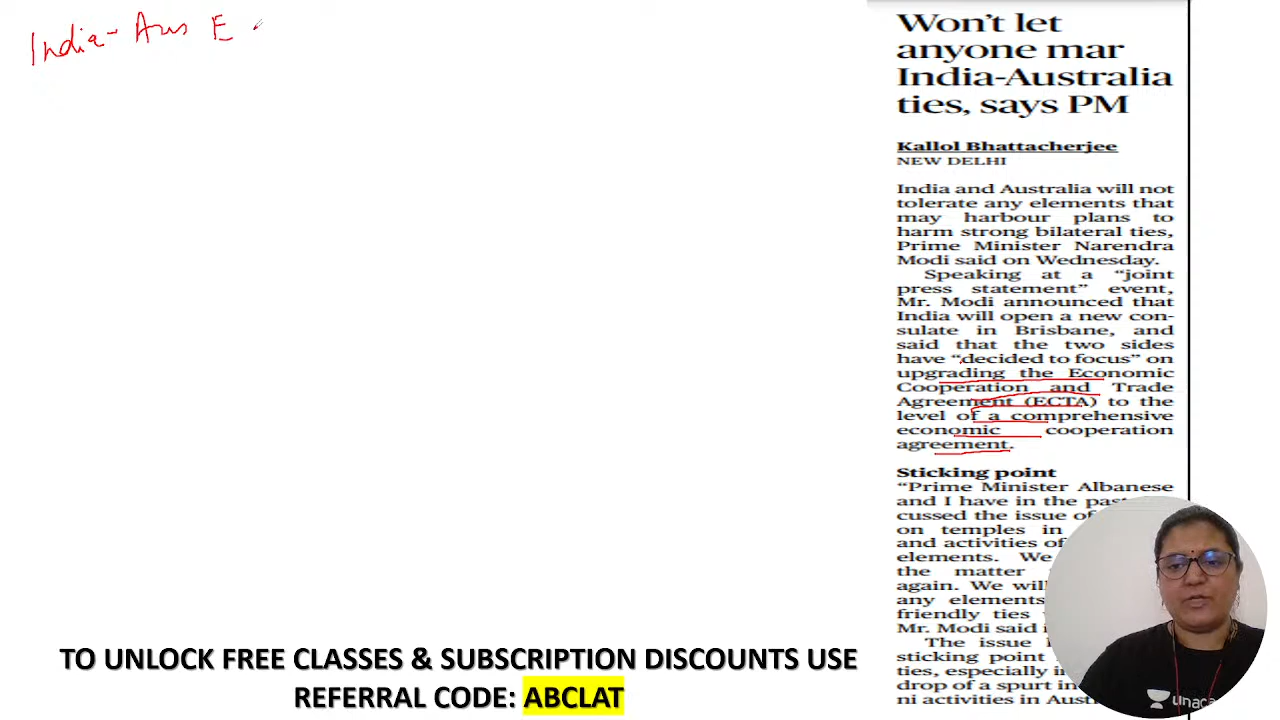 India- Aus E
Won't let
anyone mar
India-Australia
ties, says PM
Kallol Bhattacherjee
NEW DELHI
India and Australia will not
tolerate any elements that
may harbour plans to
harm strong bilateral ties,
Prime Minister Narendra
Modi said on Wednesday.
Speaking at a “joint
press statement” event,
Mr. Modi announced that
India will open a new con-
sulate in Brisbane, and
said that the two sides
have “decided to focus” on
upgrading the Economic
Cooperation and Trade
Agreement (ECTA) to the
level of a comprehensive
economic cooperation
agreement.
Sticking point
“Prime Minister Albanese
and I have in the past
cussed the issue of
on temples in
and activities of
elements. We
the matter
again. We will
any elements
friendly ties
Mr. Modi said
The issue
sticking point
ties, especially
drop of a spurt in
ni activities in
TO UNLOCK FREE CLASSES & SUBSCRIPTION DISCOUNTS USE
REFERRAL CODE: ABCLAT